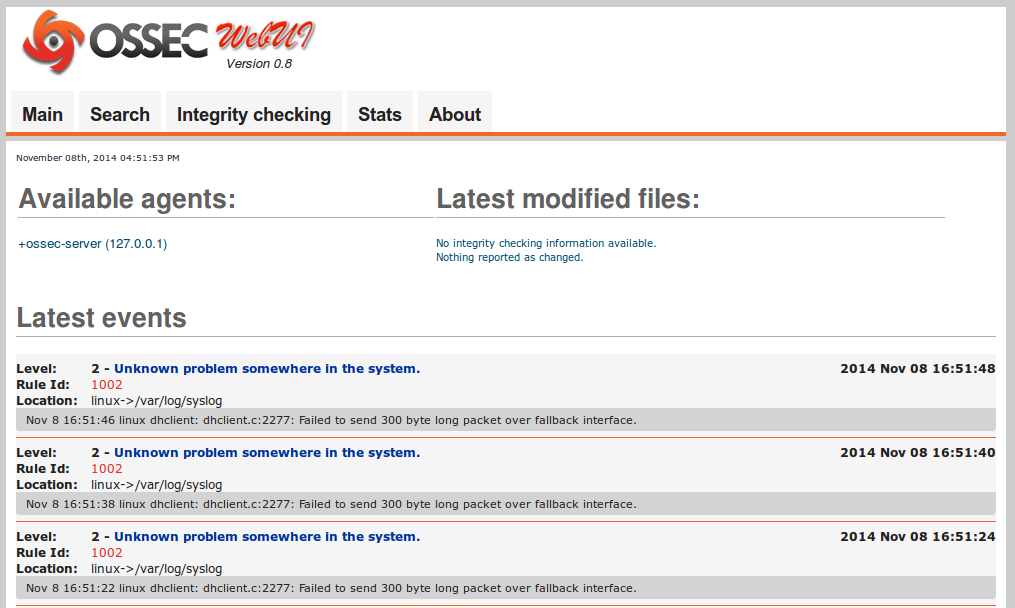 OSSEC WebUI
Version 0.8
Main Search Integrity checking Stats About
November 08th, 2014 04:51:53 PM
Available agents: Latest modified files:
+ossec-server (127.0.0.1) No integrity checking information available.
Nothing reported as changed.
Latest events
Level: 2 - Unknown problem somewhere in the system. 2014 Nov 08 16:51:48
Rule Id: 1002
Location: linux->/var/log/syslog
Nov 8 16:51:46 linux dhclient: dhclient.c:2277: Failed to send 300 byte long packet over fallback interface.
Level: 2 - Unknown problem somewhere in the system. 2014 Nov 08 16:51:40
Rule Id: 1002
Location: linux->/var/log/syslog
Nov 8 16:51:38 linux dhclient: dhclient.c:2277: Failed to send 300 byte long packet over fallback interface.
Level: 2 - Unknown problem somewhere in the system. 2014 Nov 08 16:51:24
Rule Id: 1002
Location: linux->/var/log/syslog
Nov 8 16:51:22 linux dhclient: dhclient.c:2277: Failed to send 300 byte long packet over fallback interface.